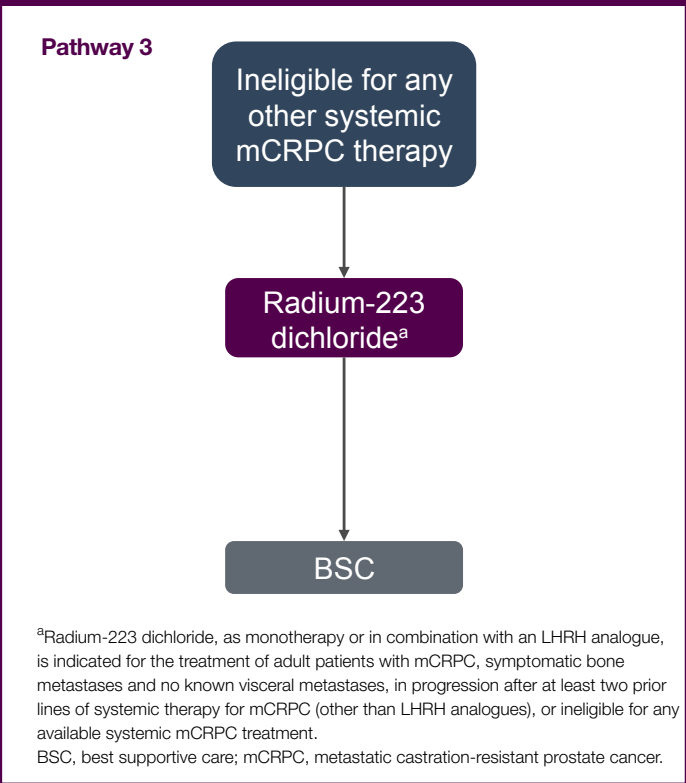 Pathway 3
Ineligible for any
other systemic
mCRPC therapy
Radium-223
dichlorideᵃ
BSC
ᵃRadium-223 dichloride, as monotherapy or in combination with an LHRH analogue,
is indicated for the treatment of adult patients with mCRPC, symptomatic bone
metastases and no known visceral metastases, in progression after at least two prior
lines of systemic therapy for mCRPC (other than LHRH analogues), or ineligible for any
available systemic mCRPC treatment.
BSC, best supportive care; mCRPC, metastatic castration-resistant prostate cancer.